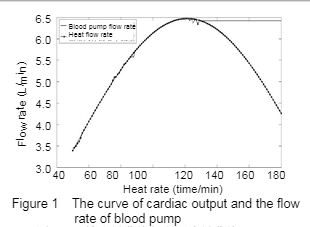 6.5
6.0
5.5
5.0
4.5
4.0
3.5
3.0
Flow rate (L/min)
Blood pump flow rate
Heat flow rate
40 60 80 100 120 140 160 180
Heat rate (time/min)
Figure 1 The curve of cardiac output and the flow
rate of blood pump